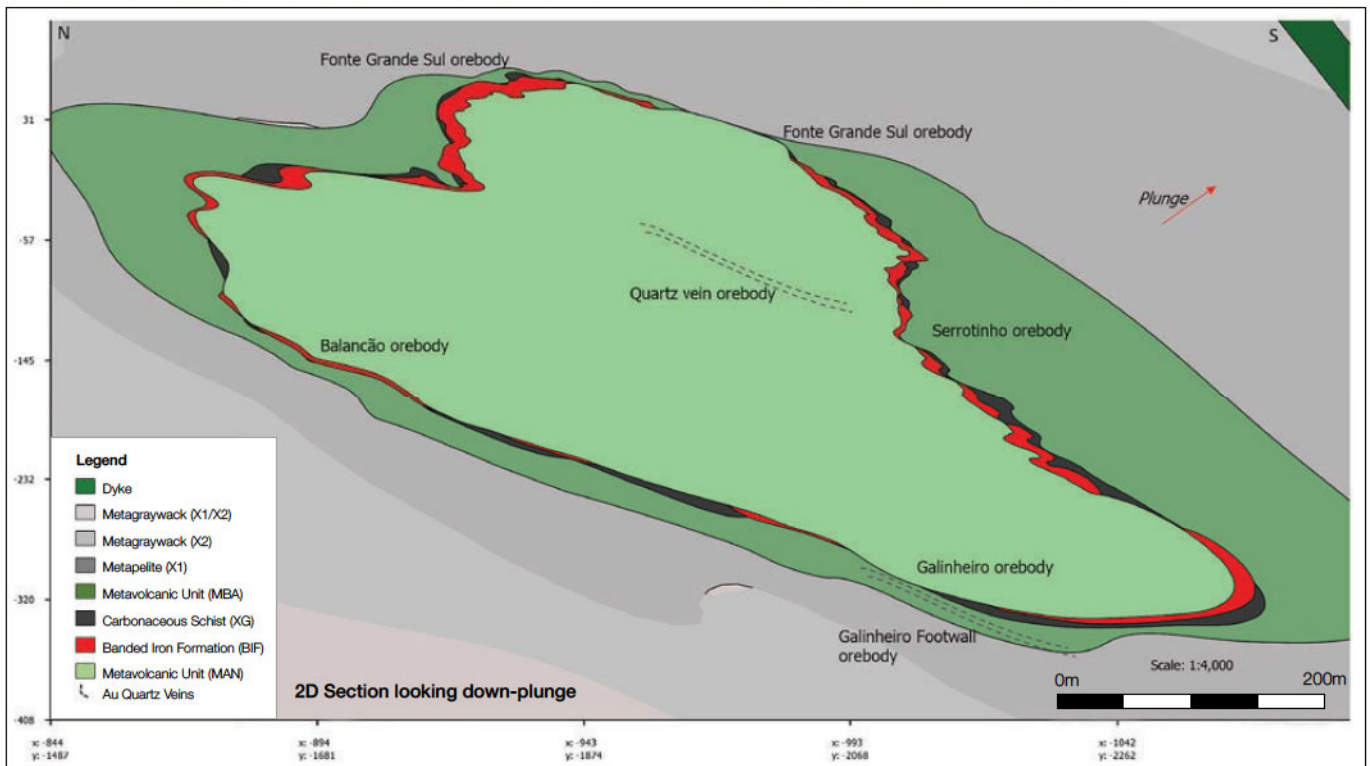 N
S
Fonte Grande Sul orebody
31
Fonte Grande Sul orebody
Plunge
-57
Quartz vein orebody
Serrotinho orebody
Balancão orebody
-145
Legend
Dyke
Metagraywack (X1/X2)
Metagraywack (X2)
Metapelite (X1)
Metavolcanic Unit (MBA)
Carbonaceous Schist (XG)
Banded Iron Formation (BIF)
Metavolcanic Unit (MAN)
Au Quartz Veins
-232
Galinheiro orebody
-320
Galinheiro Footwall
orebody
Scale: 1:4,000
0m 200m
2D Section looking down-plunge
-408
x: -844 x: -894 x: -943 x: -993 x: -1042
y: -1487 y: -1681 y: -1874 y: -2068 y: -2262